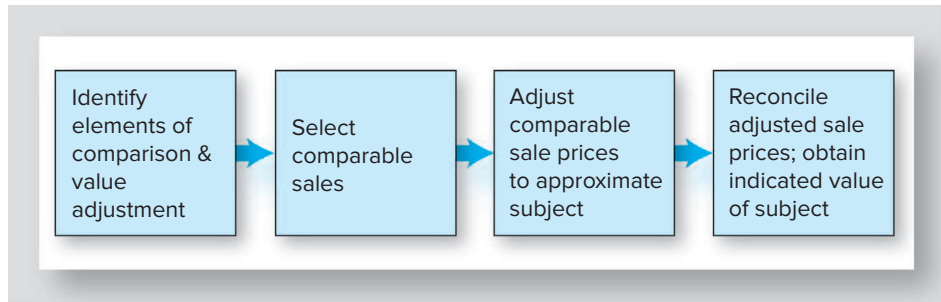 Identify
elements of
comparison &
value
adjustment
Select
comparable
sales
Adjust
comparable
sale prices
to approximate
subject
Reconcile
adjusted sale
prices; obtain
indicated value
of subject